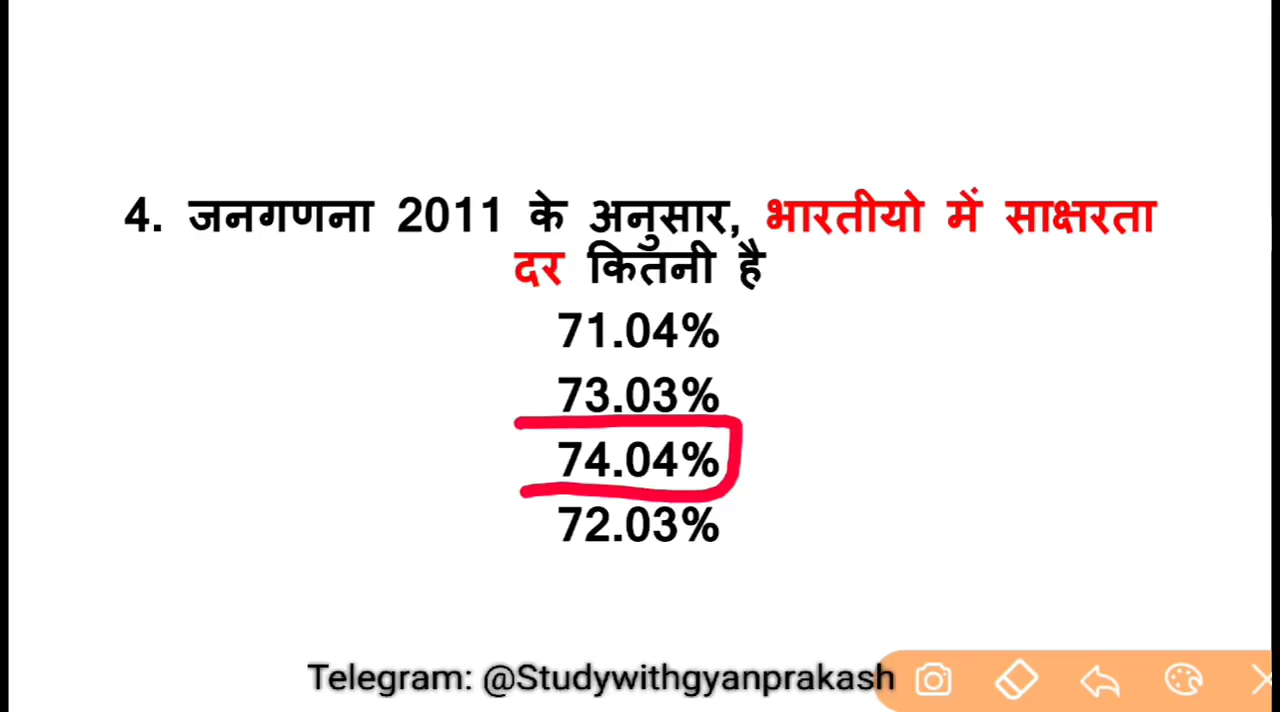 4. जनगणना 2011 के अनुसार, भारतीयो में साक्षरता
दर कितनी है
71.04%
73.03%
74.04%
72.03%
Telegram: @Studywithgyanprakash